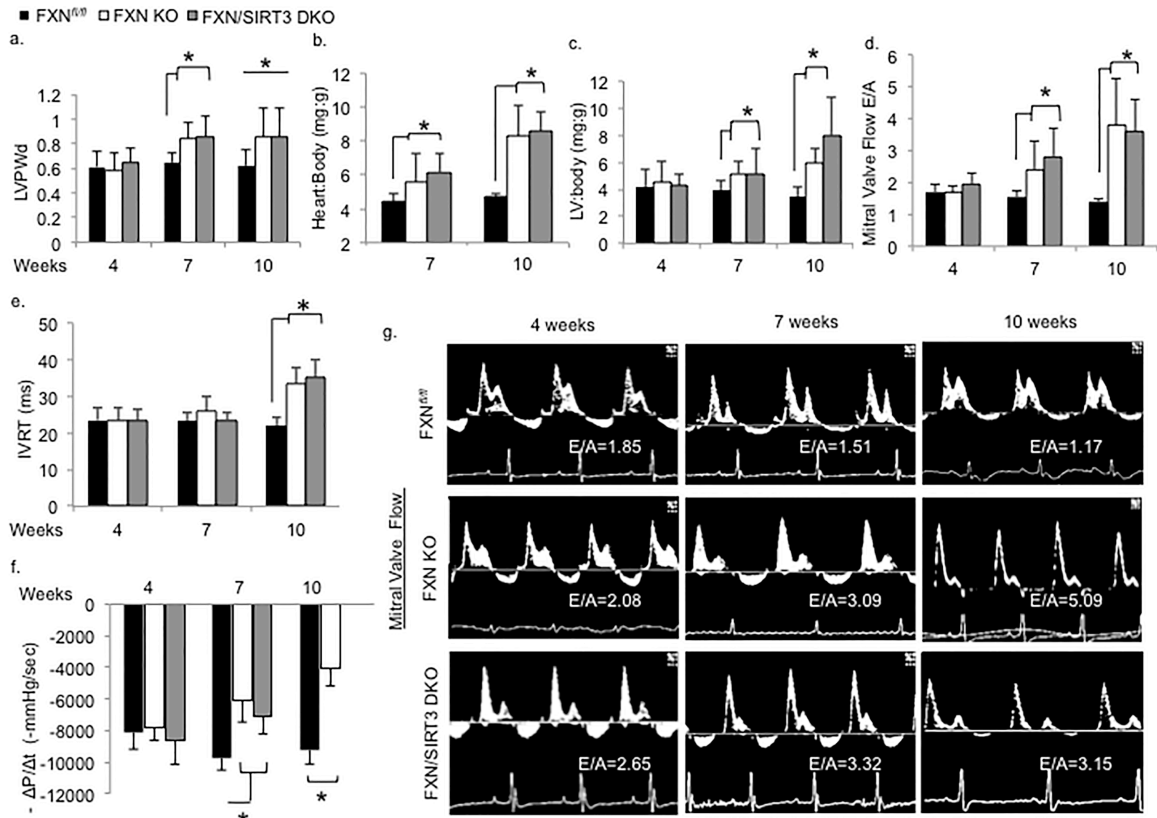 FXNfl/fl FXN KO FXN/SIRT3 DKO
a.
LVPWd
1.2
1
0.8
0.6
0.4
0.2
0
Weeks 4 7 10
*
*
b.
Heart:Body (mg:g)
12
10
8
6
4
2
7 10
*
*
c.
LV:body (mg:g)
12
10
8
6
4
2
0
4 7 10
*
*
d.
Mitral Valve Flow E/A
6
5
4
3
2
1
0
4 7 10
*
*
e.
IVRT (ms)
50
40
30
20
10
0
Weeks 4 7 10
*
f.
Weeks 4 7 10
- ΔP/Δt (-mmHg/sec)
0
-2000
-4000
-6000
-8000
-10000
-12000
*
*
g.
4 weeks 7 weeks 10 weeks
Mitral Valve Flow
FXNfl/fl
E/A=1.85 E/A=1.51 E/A=1.17
FXN KO
E/A=2.08 E/A=3.09 E/A=5.09
FXN/SIRT3 DKO
E/A=2.65 E/A=3.32 E/A=3.15